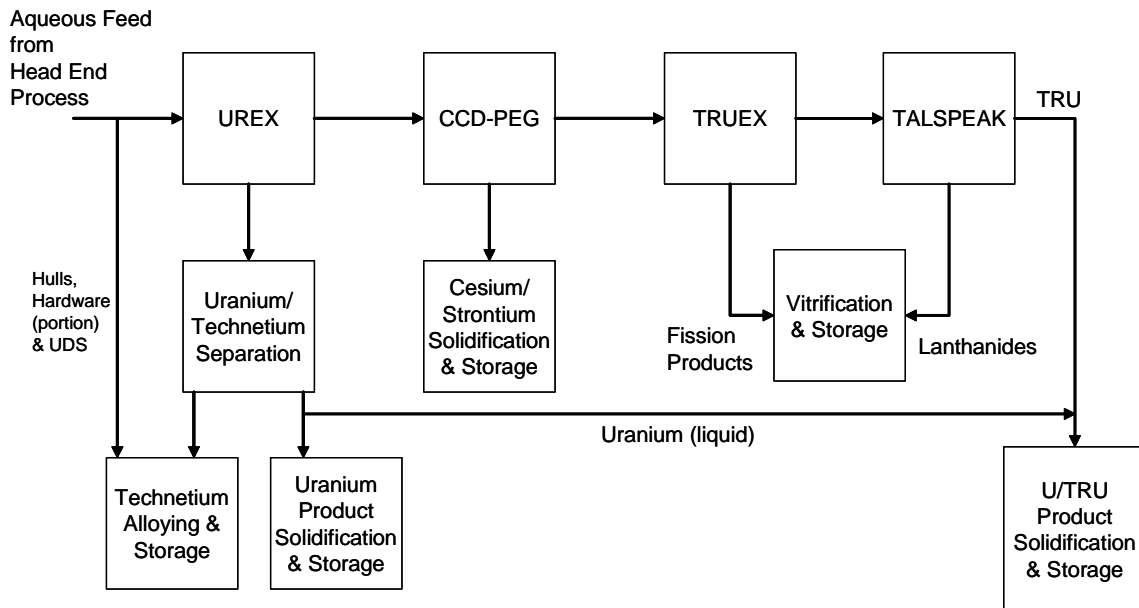 Aqueous Feed
from
Head End
Process
UREX
CCD-PEG
TRUEX
TALSPEAK
TRU
Hulls,
Hardware
(portion)
& UDS
Uranium/
Technetium
Separation
Cesium/
Strontium
Solidification
& Storage
Fission
Products
Vitrification
& Storage
Lanthanides
Uranium (liquid)
Technetium
Alloying &
Storage
Uranium
Product
Solidification
& Storage
U/TRU
Product
Solidification
& Storage